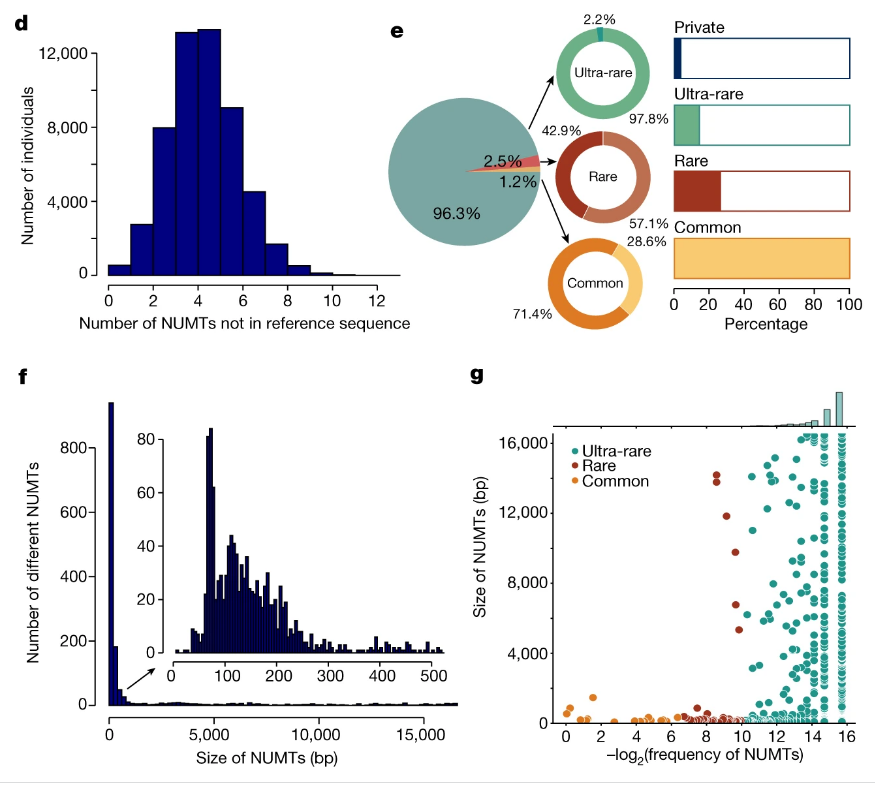 d
Number of individuals
12,000
8,000
4,000
0
0 2 4 6 8 10 12
Number of NUMTs not in reference sequence
e
96.3%
2.5%
1.2%
2.2%
Ultra-rare
97.8%
42.9%
Rare
57.1%
28.6%
Common
71.4%
Private
Ultra-rare
Rare
Common
0 20 40 60 80 100
Percentage
f
Number of different NUMTs
800
600
400
200
0
0 5,000 10,000 15,000
Size of NUMTs (bp)
80
60
40
20
0
0 100 200 300 400 500
g
Size of NUMTs (bp)
16,000
12,000
8,000
4,000
0
Ultra-rare
Rare
Common
0 2 4 6 8 10 12 14 16
–log2(frequency of NUMTs)